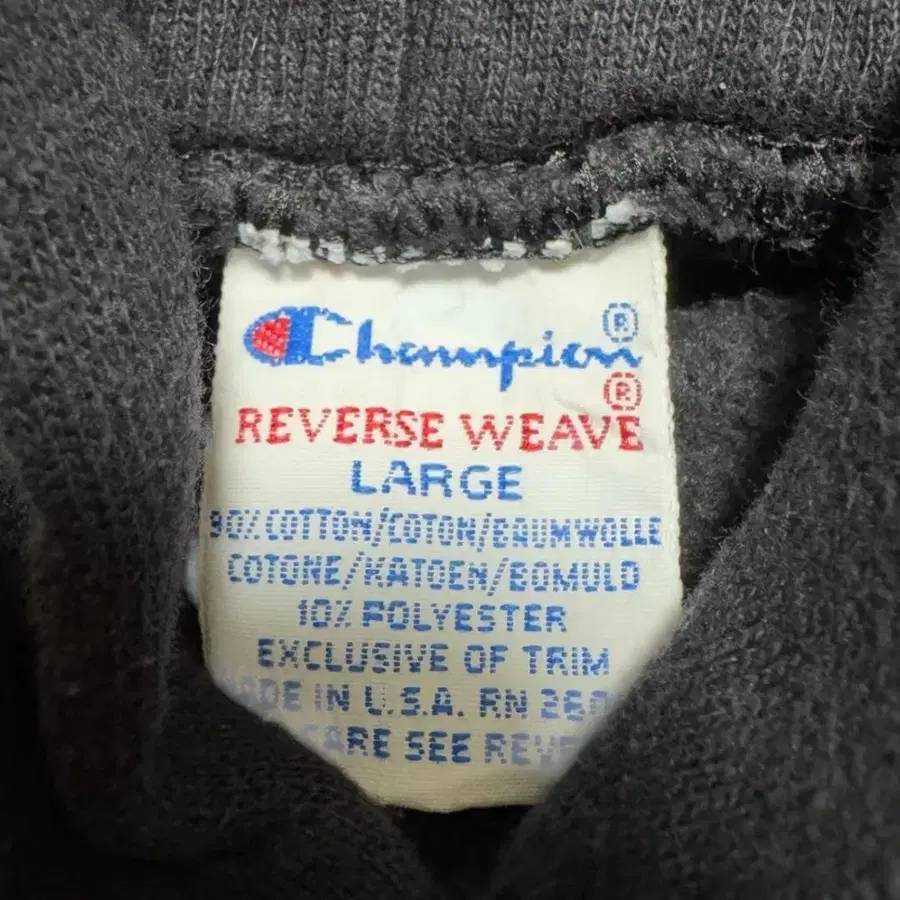 Champion®
REVERSE WEAVE®
LARGE
90% COTTON/COTON/BAUMWOLLE
COTONE/KATOEN/BOMULD
10% POLYESTER
EXCLUSIVE OF TRIM
MADE IN U.S.A. RN
CARE SEE